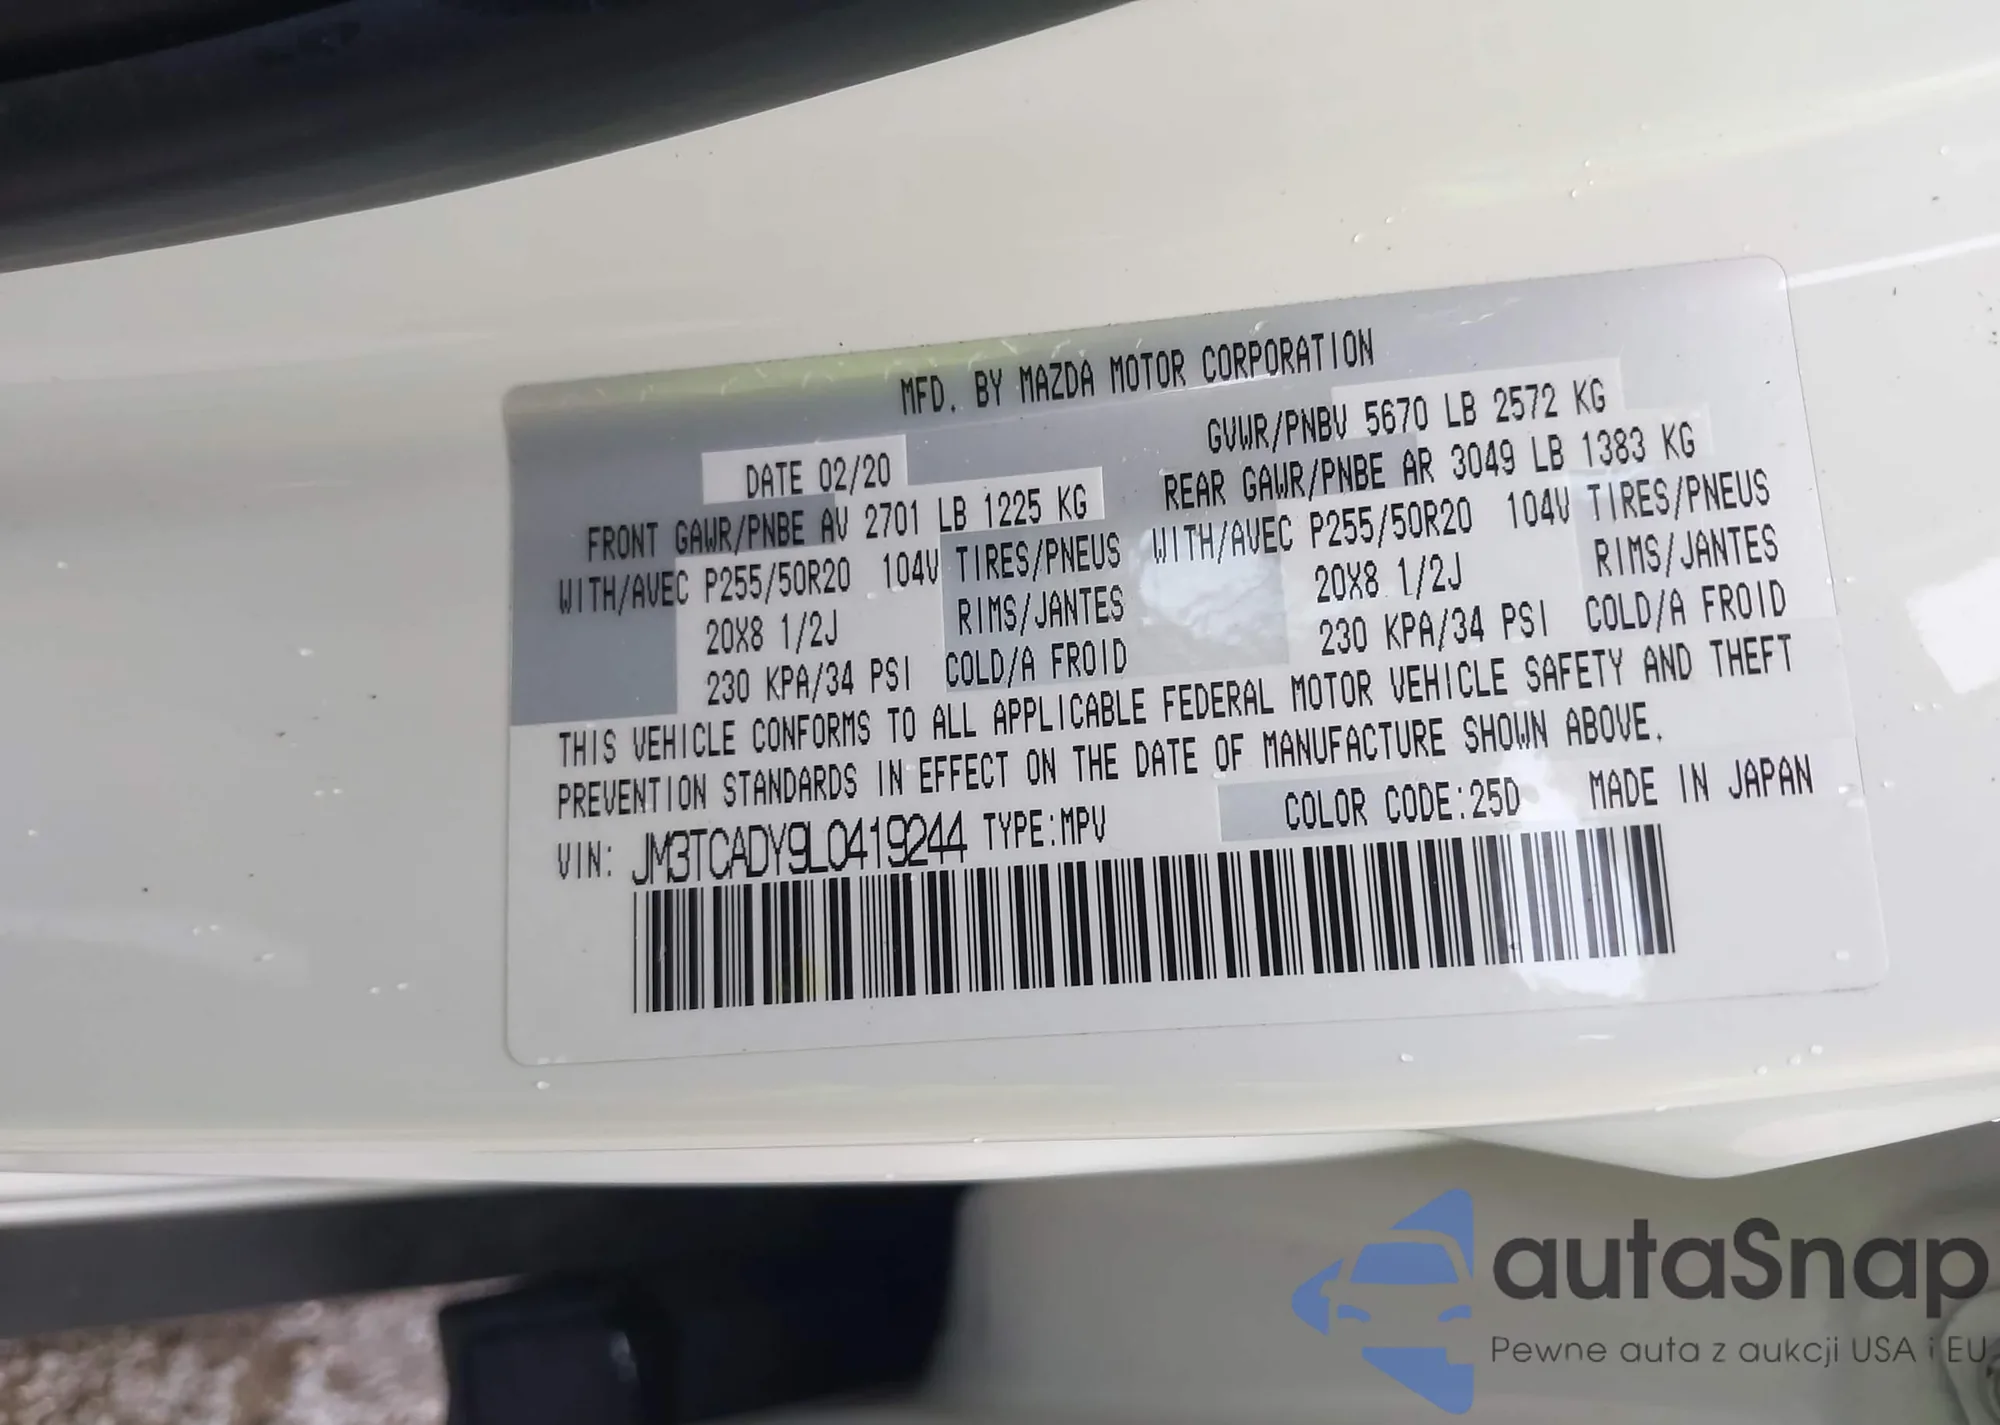 MFD. BY MAZDA MOTOR CORPORATION
DATE 02/20 GVWR/PNBV 5670 LB 2572 KG
FRONT GAWR/PNBE AV 2701 LB 1225 KG REAR GAWR/PNBE AR 3049 LB 1383 KG
WITH/AVEC P255/50R20 104V TIRES/PNEUS WITH/AVEC P255/50R20 104V TIRES/PNEUS
20X8 1/2J RIMS/JANTES 20X8 1/2J RIMS/JANTES
230 KPA/34 PSI COLD/A FROID 230 KPA/34 PSI COLD/A FROID
THIS VEHICLE CONFORMS TO ALL APPLICABLE FEDERAL MOTOR VEHICLE SAFETY AND THEFT
PREVENTION STANDARDS IN EFFECT ON THE DATE OF MANUFACTURE SHOWN ABOVE.
VIN: JM3TCADY9L0419244 TYPE:MPV COLOR CODE:25D MADE IN JAPAN
autaSnap
Pewne auta z aukcji USA i EU